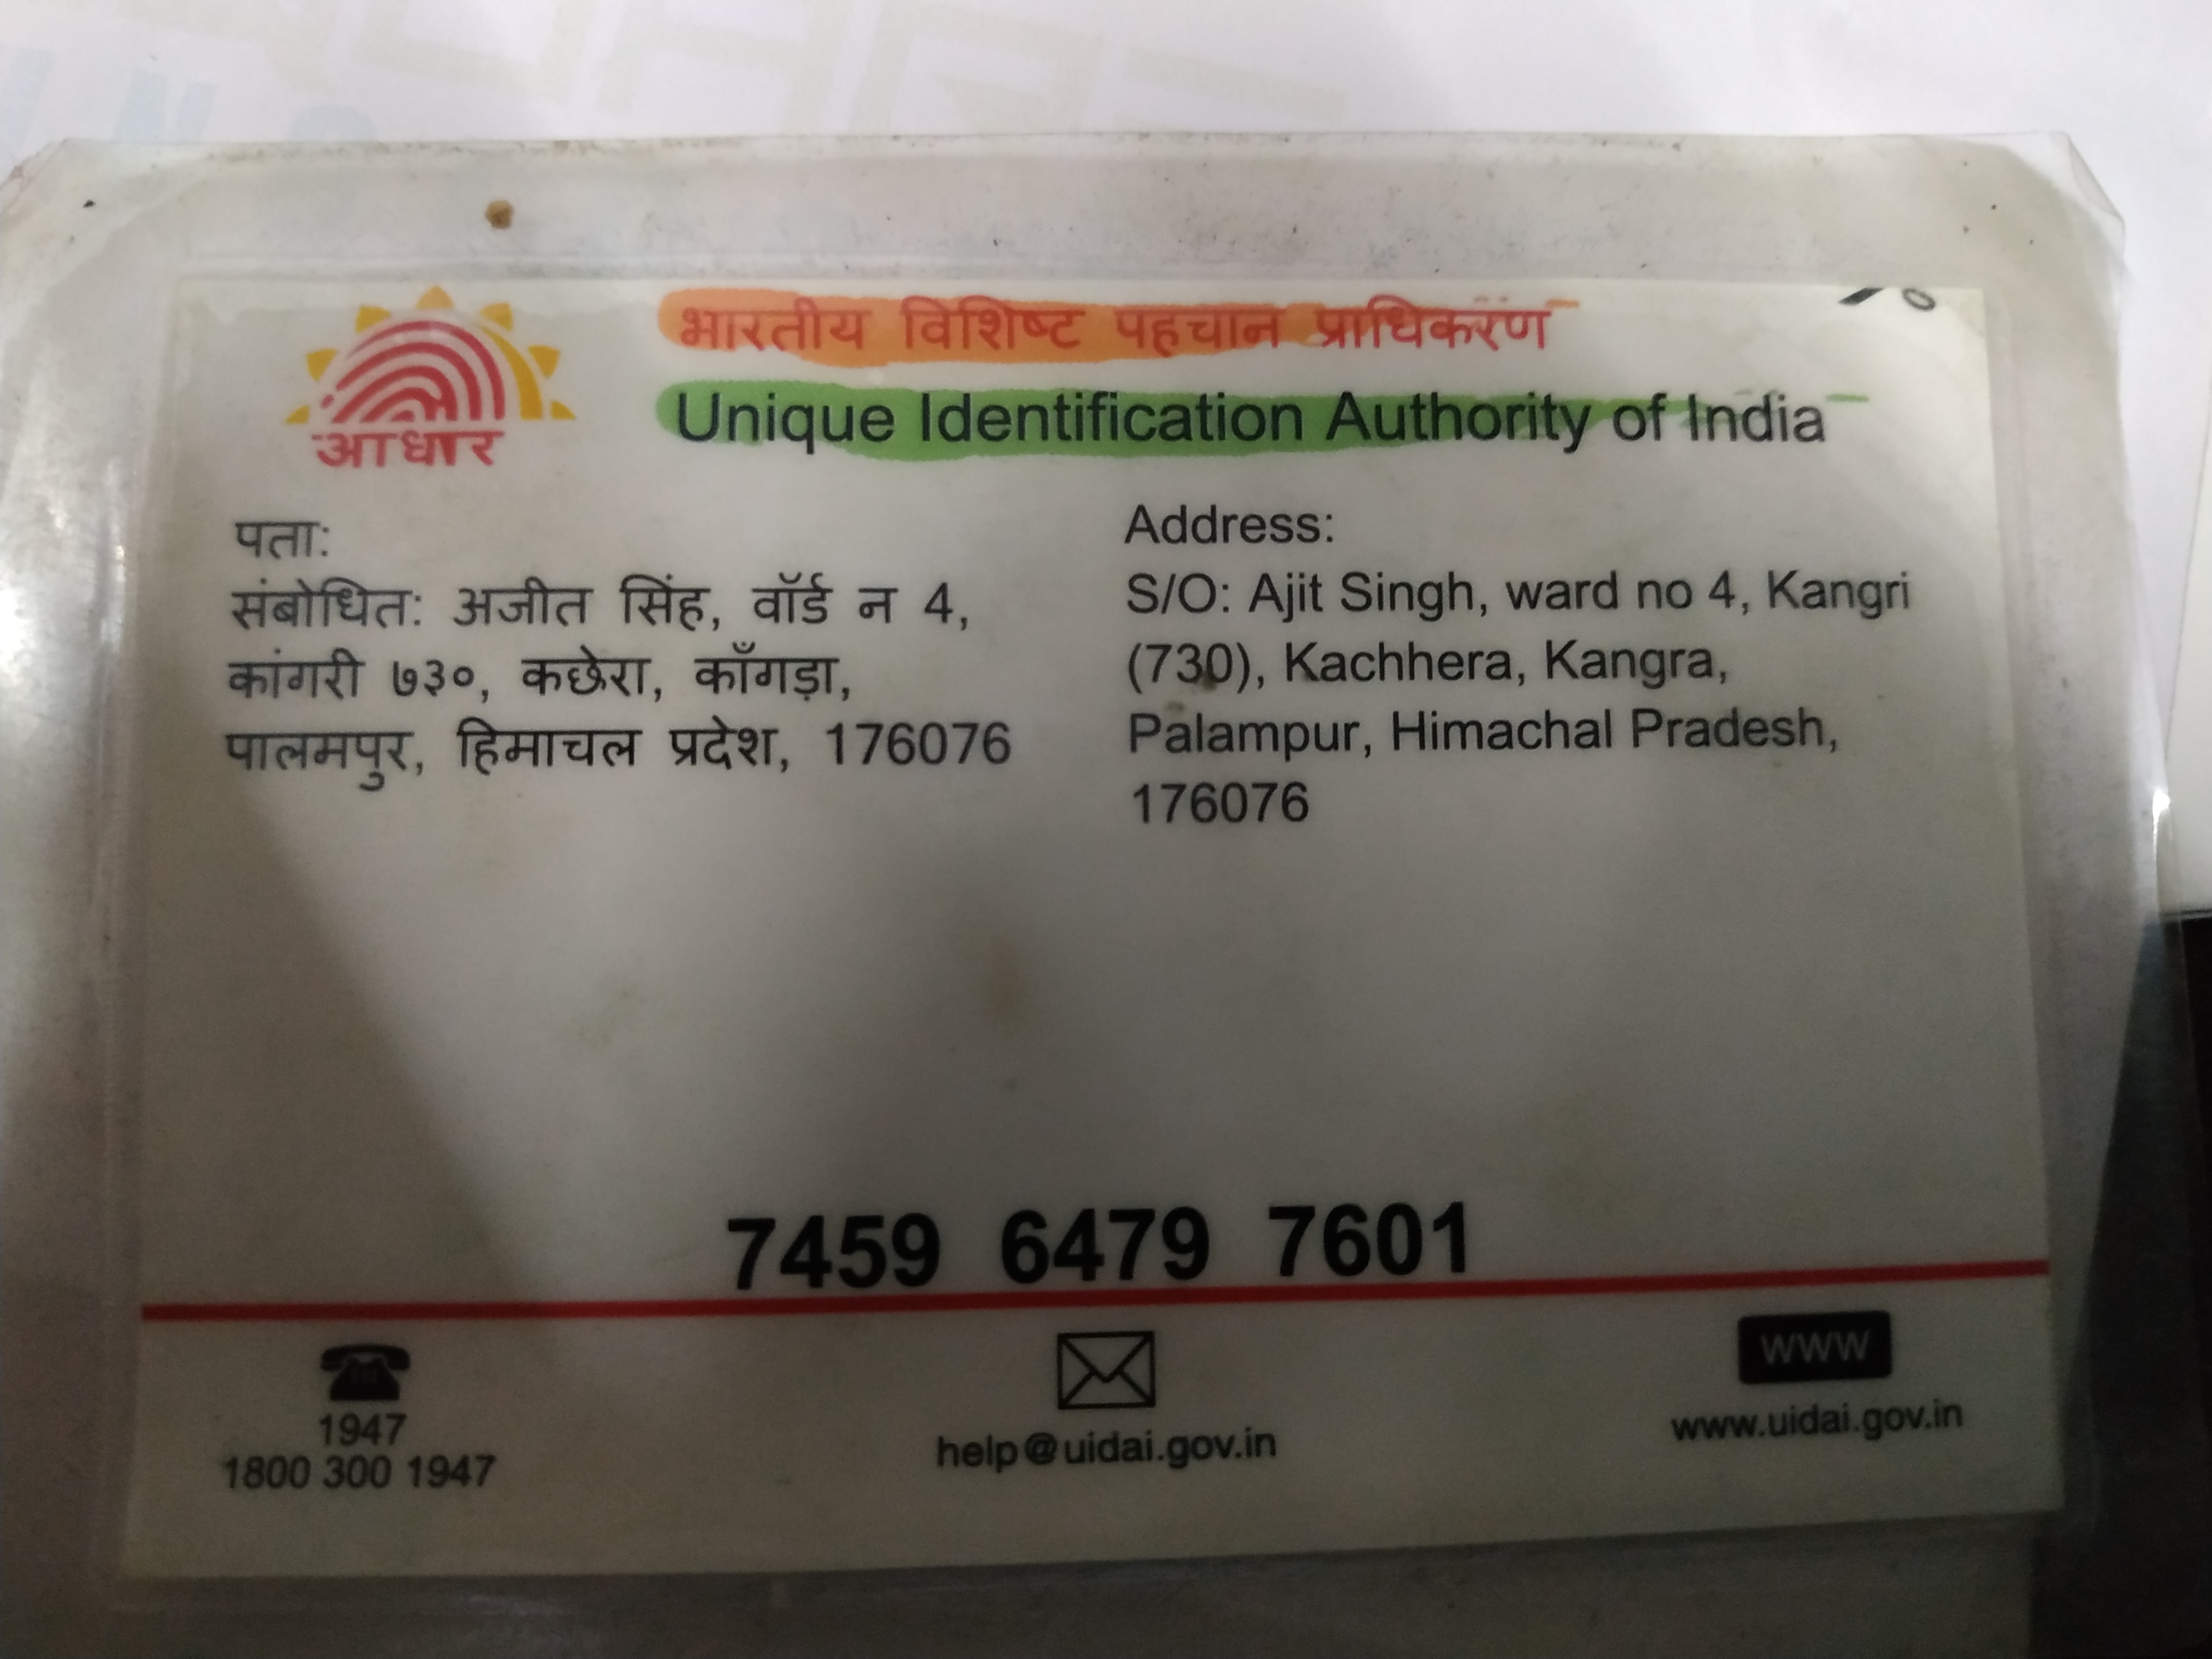 भारतीय विशिष्ट पहचान प्राधिकरण
Unique Identification Authority of India
आधार
पता:
संबोधित: अजीत सिंह, वॉर्ड न 4,
कांगरी ७३०, कछेरा, काँगड़ा,
पालमपुर, हिमाचल प्रदेश, 176076
Address:
S/O: Ajit Singh, ward no 4, Kangri
(730), Kachhera, Kangra,
Palampur, Himachal Pradesh,
176076
7459 6479 7601
1947
1800 300 1947
help@uidai.gov.in
WWW
www.uidai.gov.in